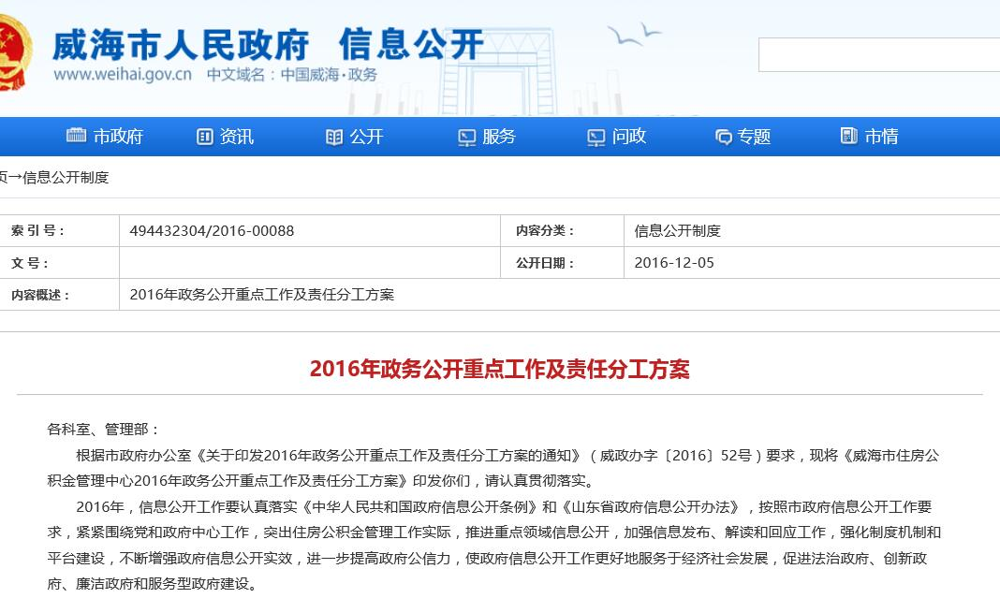 威海市人民政府 信息公开
www.weihai.gov.cn 中文域名：中国威海·政务
市政府 资讯 公开 服务 问政 专题 市情
页→信息公开制度
索 引 号： 494432304/2016-00088 内容分类： 信息公开制度
文 号： 公开日期： 2016-12-05
内容概述： 2016年政务公开重点工作及责任分工方案
2016年政务公开重点工作及责任分工方案
各科室、管理部：
根据市政府办公室《关于印发2016年政务公开重点工作及责任分工方案的通知》（威政办字〔2016〕52号）要求，现将《威海市住房公
积金管理中心2016年政务公开重点工作及责任分工方案》印发你们，请认真贯彻落实。
2016年，信息公开工作要认真落实《中华人民共和国政府信息公开条例》和《山东省政府信息公开办法》，按照市政府信息公开工作要
求，紧紧围绕党和政府中心工作，突出住房公积金管理工作实际，推进重点领域信息公开，加强信息发布、解读和回应工作，强化制度机制和
平台建设，不断增强政府信息公开实效，进一步提高政府公信力，使政府信息公开工作更好地服务于经济社会发展，促进法治政府、创新政
府、廉洁政府和服务型政府建设。